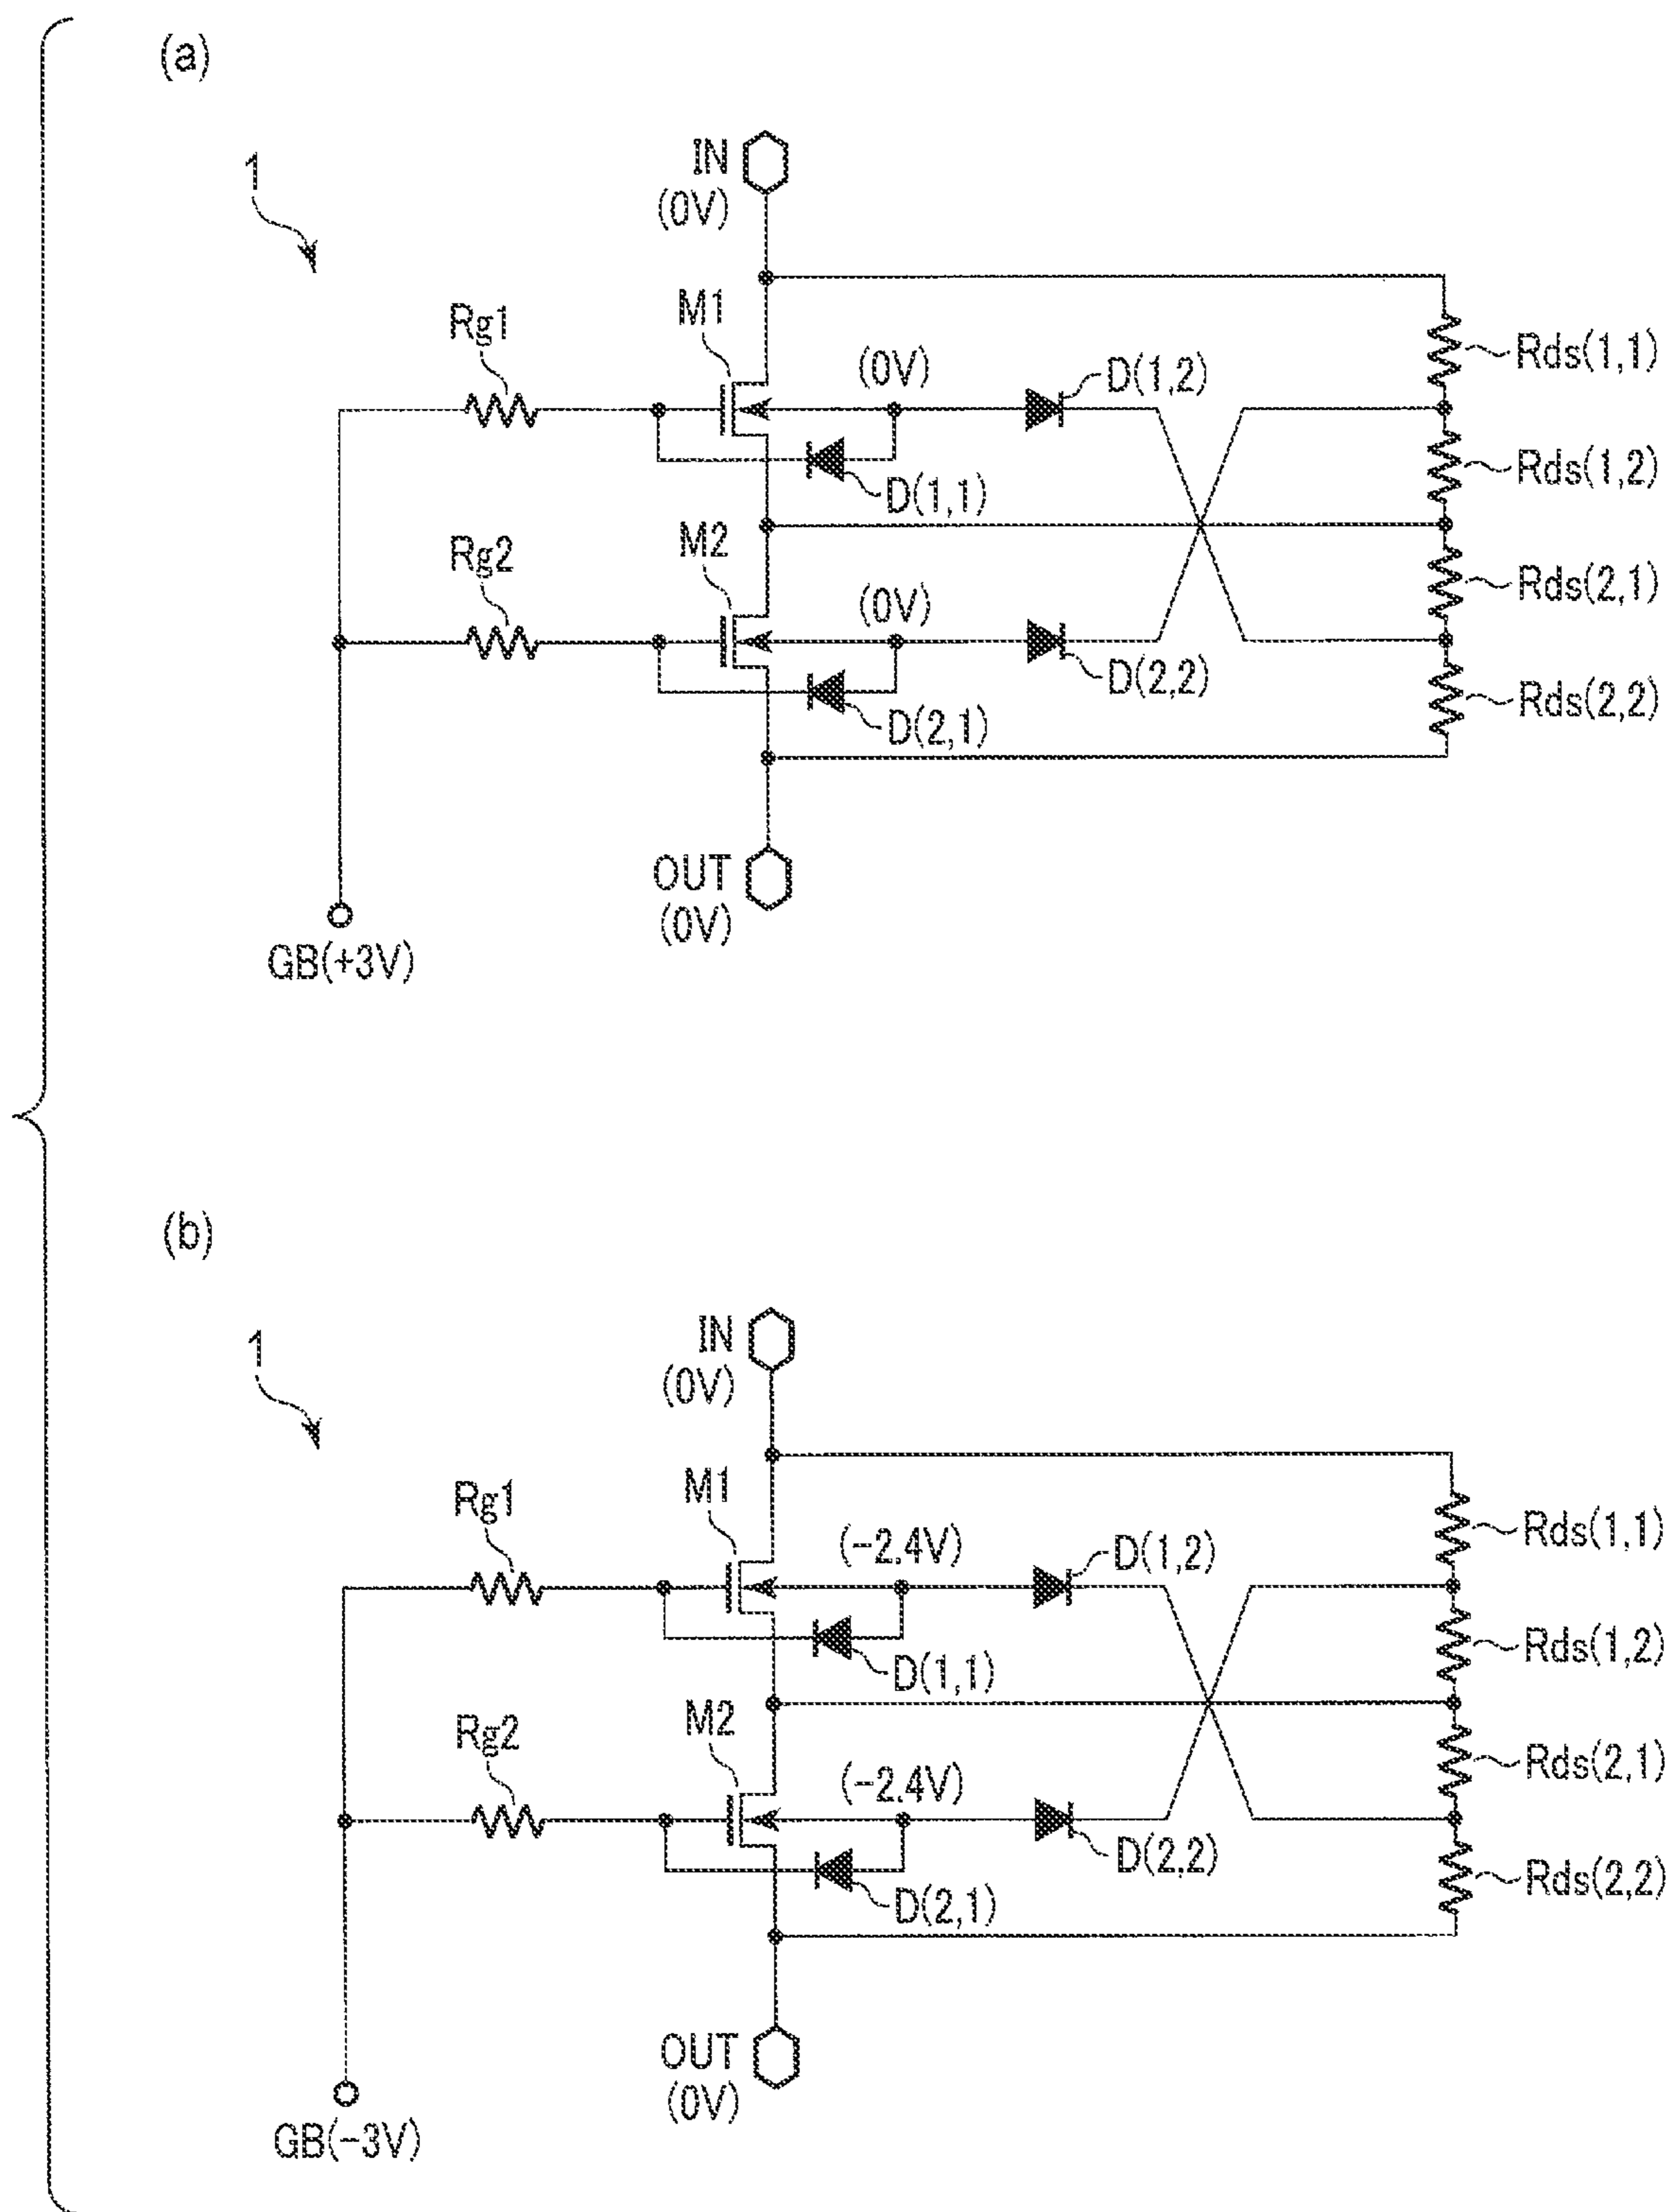 (a)
1
IN
(0V)
Rg1
M1
(0V)
D(1,2)
Rds(1,1)
D(1,1)
Rds(1,2)
Rg2
M2
(0V)
D(2,2)
Rds(2,1)
D(2,1)
Rds(2,2)
OUT
(0V)
GB(+3V)
(b)
1
IN
(0V)
Rg1
M1
(-2.4V)
D(1,2)
Rds(1,1)
D(1,1)
Rds(1,2)
Rg2
M2
(-2.4V)
D(2,2)
Rds(2,1)
D(2,1)
Rds(2,2)
OUT
(0V)
GB(-3V)